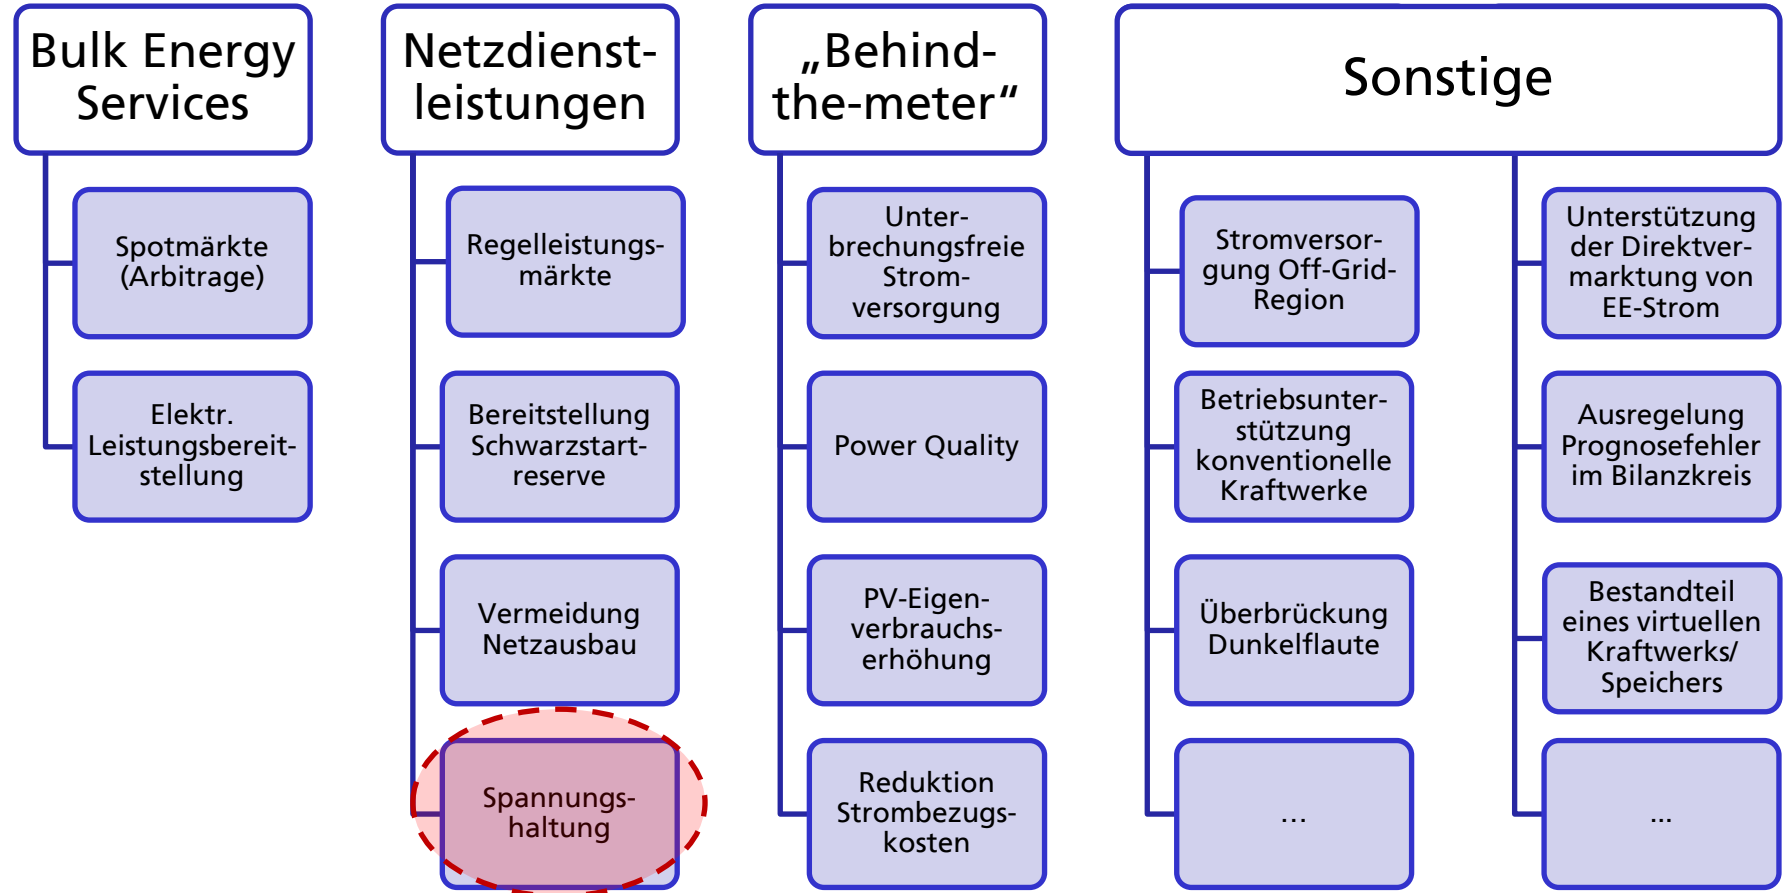 Bulk Energy
Services
Spotmärkte
(Arbitrage)
Elektr.
Leistungsbereit-
stellung
Netzdienst-
leistungen
Regelleistungs-
märkte
Bereitstellung
Schwarzstart-
reserve
Vermeidung
Netzausbau
Spannungs-
haltung
„Behind-
the-meter“
Unter-
brechungsfreie
Strom-
versorgung
Power Quality
PV-Eigen-
verbrauchs-
erhöhung
Reduktion
Strombezugs-
kosten
Sonstige
Stromversor-
gung Off-Grid-
Region
Betriebsunter-
stützung
konventionelle
Kraftwerke
Überbrückung
Dunkelflaute
...
Unterstützung
der Direktver-
marktung von
EE-Strom
Ausregelung
Prognosefehler
im Bilanzkreis
Bestandteil
eines virtuellen
Kraftwerks/
Speichers
...